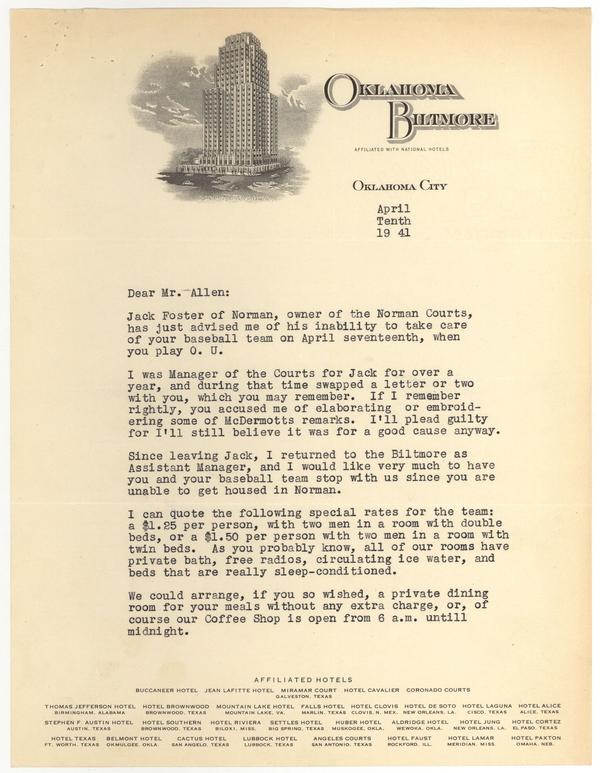 OKLAHOMA
BILTMORE
AFFILIATED WITH NATIONAL HOTELS
OKLAHOMA CITY
April
Tenth
19 41
Dear Mr. Allen:
Jack Foster of Norman, owner of the Norman Courts,
has just advised me of his inability to take care
of your baseball team on April seventeenth, when
you play O. U.
I was Manager of the Courts for Jack for over a
year, and during that time swapped a letter or two
with you, which you may remember. If I remember
rightly, you accused me of elaborating or embroid-
ering some of McDermotts remarks. I'll plead guilty
for I'll still believe it was for a good cause anyway.
Since leaving Jack, I returned to the Biltmore as
Assistant Manager, and I would like very much to have
you and your baseball team stop with us since you are
unable to get housed in Norman.
I can quote the following special rates for the team:
a $1.25 per person, with two men in a room with double
beds, or a $1.50 per person with two men in a room with
twin beds. As you probably know, all of our rooms have
private bath, free radios, circulating ice water, and
beds that are really sleep-conditioned.
We could arrange, if you so wished, a private dining
room for your meals without any extra charge, or, of
course our Coffee Shop is open from 6 a.m. untill
midnight.
AFFILIATED HOTELS
BUCCANEER HOTEL JEAN LAFITTE HOTEL MIRAMAR COURT HOTEL CAVALIER CORONADO COURTS
GALVESTON, TEXAS
THOMAS JEFFERSON HOTEL HOTEL BROWNWOOD MOUNTAIN LAKE HOTEL FALLS HOTEL HOTEL CLOVIS HOTEL DE SOTO HOTEL LAGUNA HOTEL ALICE
BIRMINGHAM, ALABAMA BROWNWOOD, TEXAS MOUNTAIN LAKE, VA. MARLIN, TEXAS CLOVIS, N. MEX. NEW ORLEANS, LA. CISCO, TEXAS ALICE, TEXAS
STEPHEN F. AUSTIN HOTEL HOTEL SOUTHERN HOTEL RIVIERA SETTLES HOTEL HUBER HOTEL ALDRIDGE HOTEL HOTEL JUNG HOTEL CORTEZ
AUSTIN, TEXAS BROWNWOOD, TEXAS BILOXI, MISS. BIG SPRING, TEXAS MUSKOGEE, OKLA. WEWOKA, OKLA. NEW ORLEANS, LA. EL PASO, TEXAS
HOTEL TEXAS BELMONT HOTEL CACTUS HOTEL LUBBOCK HOTEL ANGELES COURTS HOTEL FAUST HOTEL LAMAR HOTEL PAXTON
FT. WORTH, TEXAS OKMULGEE, OKLA. SAN ANGELO, TEXAS LUBBOCK, TEXAS SAN ANTONIO, TEXAS ROCKFORD, ILL. MERIDIAN, MISS. OMAHA, NEB.